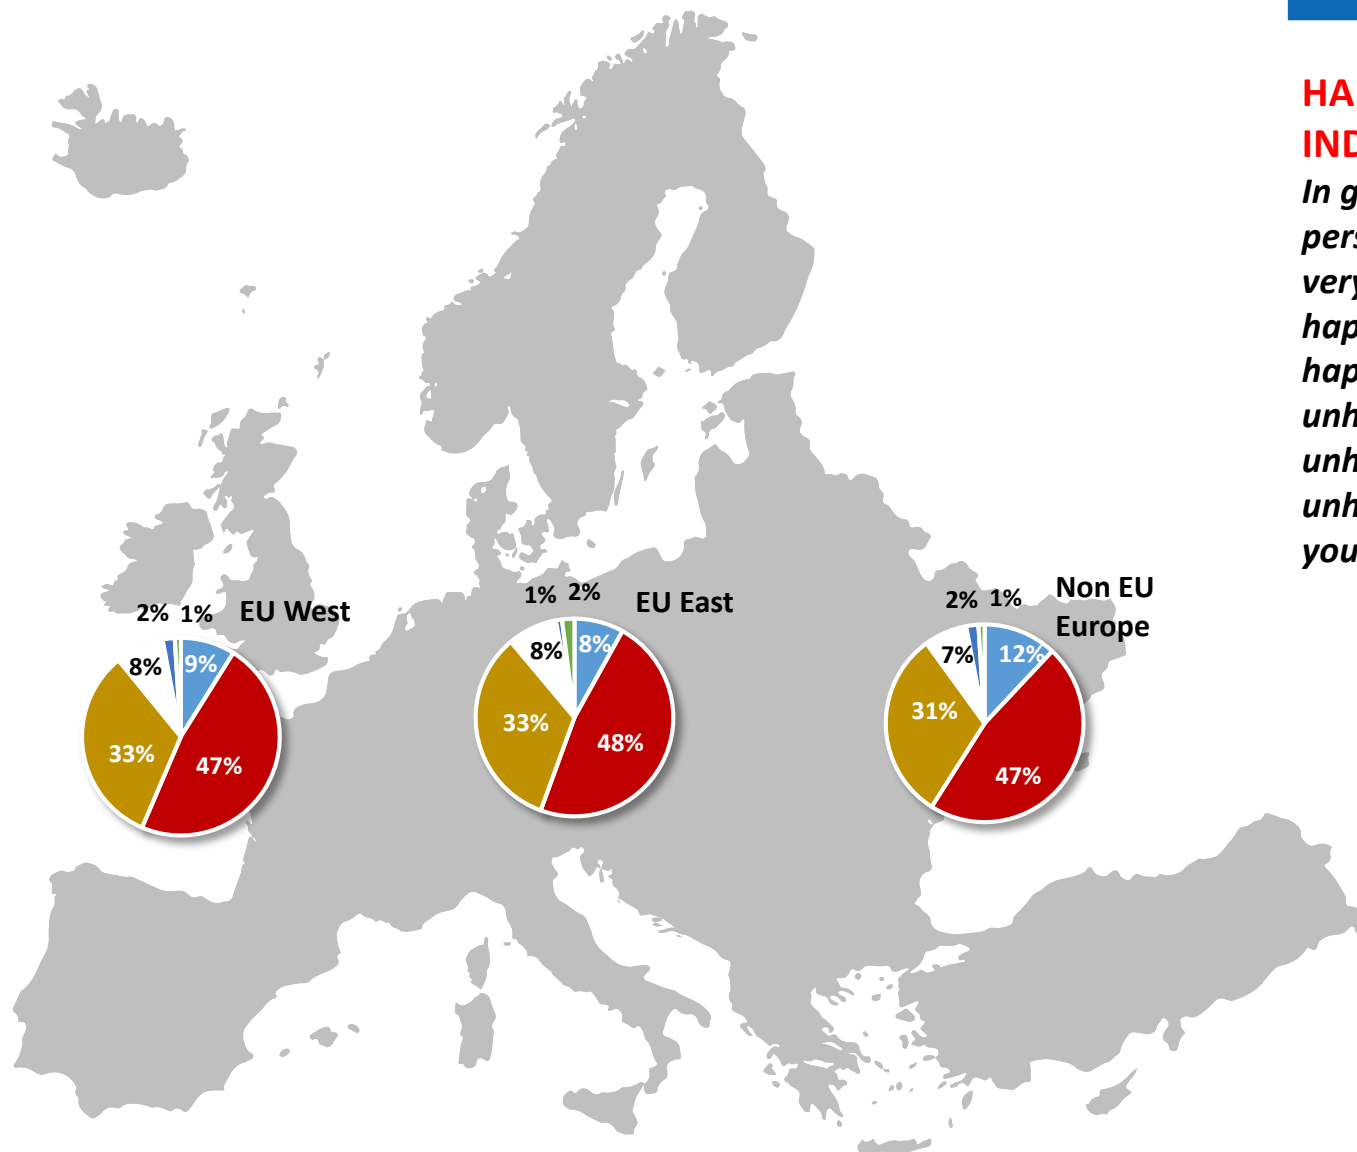 HA
IND
In g
pers
very
hap
hap
unh
unh
unh
you
2% 1% EU West
8% 9%
33% 47%
1% 2% EU East
8% 8%
33% 48%
2% 1% Non EU
Europe
7% 12%
31% 47%